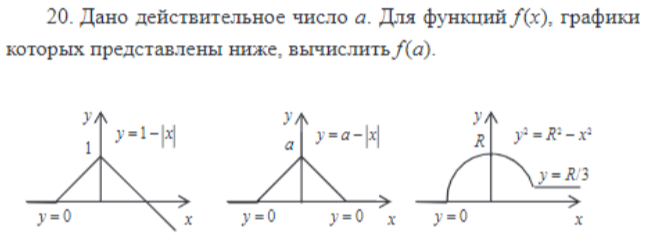 20. Дано действительное число a. Для функций f(x), графики
которых представлены ниже, вычислить f(a).
y
y = 1 – |x|
1
y = 0
x
y
y = a – |x|
a
y = 0
y = 0
x
y
R
y² = R² – x²
y = R/3
y = 0
x